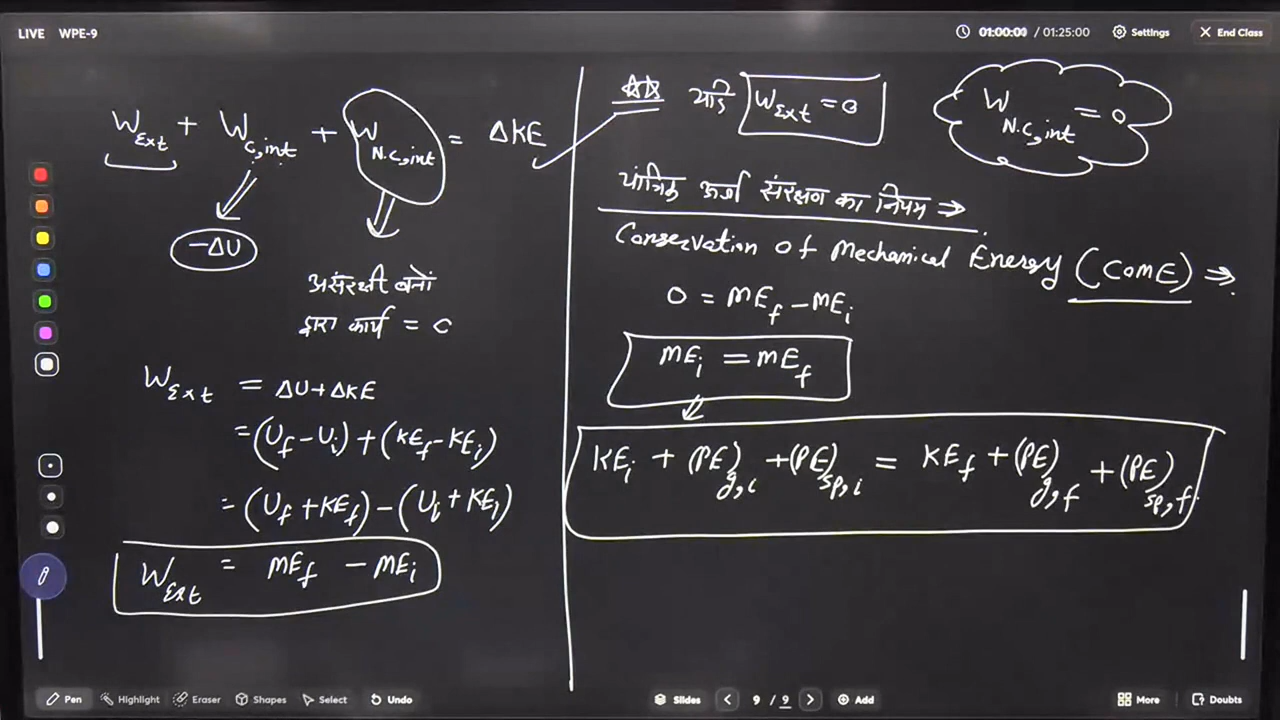 LIVE WPE-9
01:00:00 / 01:25:00 Settings End Class
W_Ext + W_c,int + W_N.c,int = ΔKE
-ΔU
असंरक्षी बलों
द्वारा कार्य = 0
W_Ext = ΔU+ΔKE
= (U_f - U_i) + (KE_f - KE_i)
= (U_f + KE_f) - (U_i + KE_i)
W_Ext = ME_f - ME_i
यदि W_Ext = 0
W_N.c,int = 0
यांत्रिक ऊर्जा संरक्षण का नियम ⇒
Conservation of Mechanical Energy (COME) ⇒
0 = ME_f - ME_i
ME_i = ME_f
KE_i + (PE)_g,i + (PE)_sp,i = KE_f + (PE)_g,f + (PE)_sp,f
Pen Highlight Eraser Shapes Select Undo Slides 9 / 9 Add More Doubts